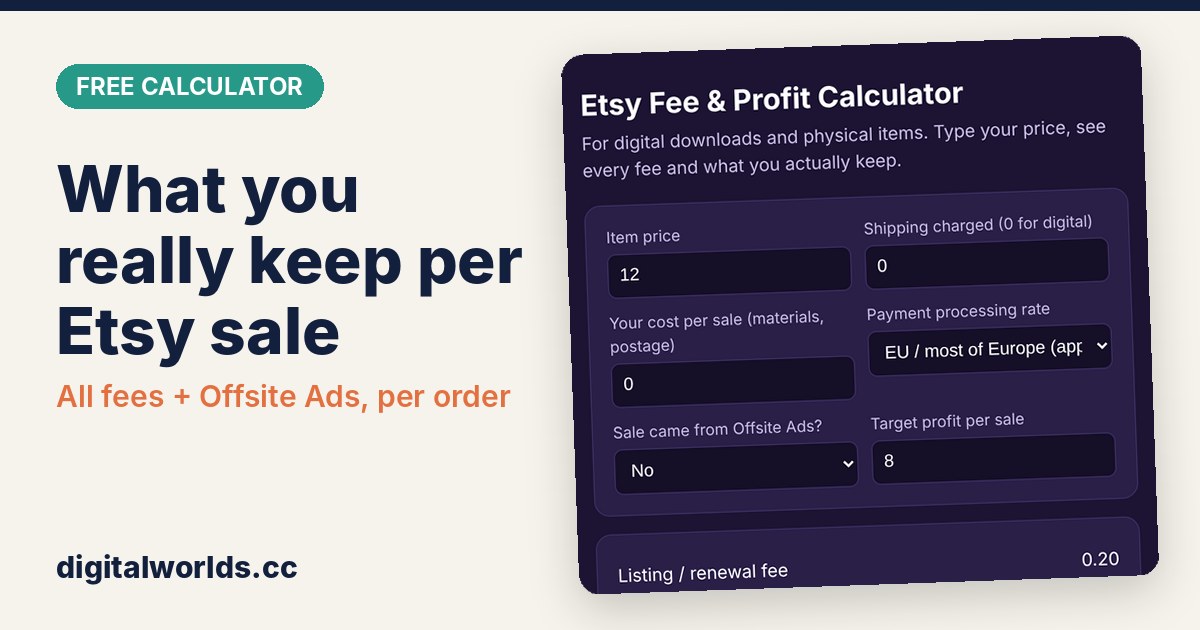 FREE CALCULATOR
What you
really keep per
Etsy sale
All fees + Offsite Ads, per order
digitalworlds.cc
Etsy Fee & Profit Calculator
For digital downloads and physical items. Type your price, see
every fee and what you actually keep.
Item price
12
Shipping charged (0 for digital)
0
Your cost per sale (materials,
postage)
0
Payment processing rate
EU / most of Europe (app
Sale came from Offsite Ads?
No
Target profit per sale
8
Listing / renewal fee
0.20